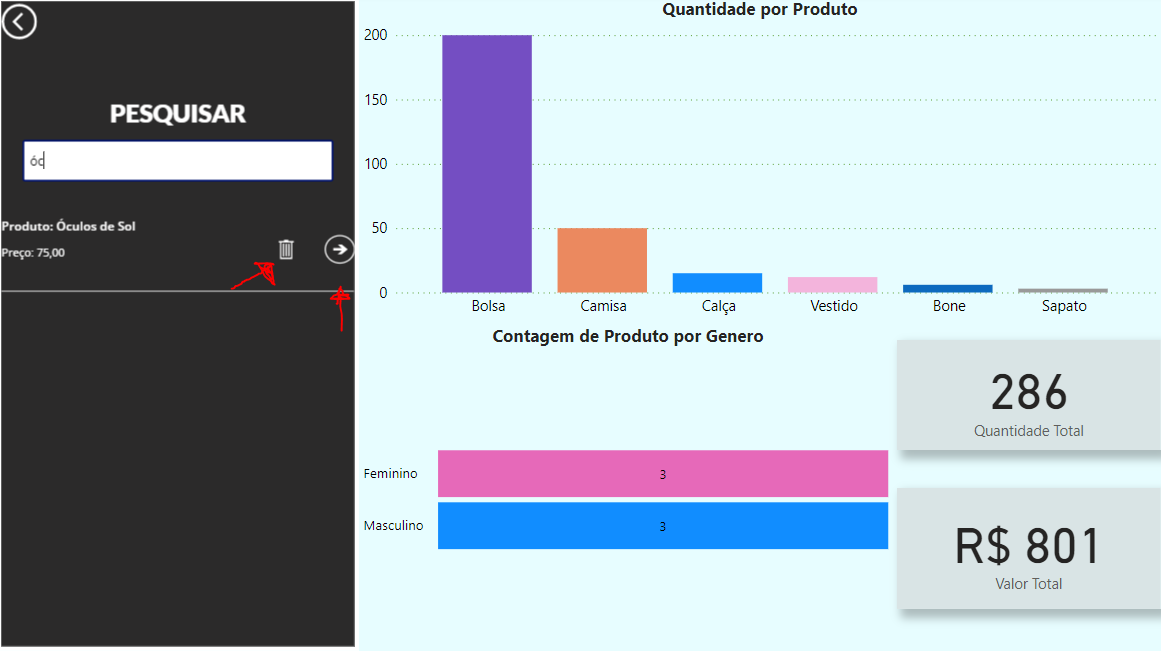 PESQUISAR
óc
Produto: Óculos de Sol
Preço: 75,00
Quantidade por Produto
200
150
100
50
0
Bolsa Camisa Calça Vestido Bone Sapato
Contagem de Produto por Genero
Feminino 3
Masculino 3
286
Quantidade Total
R$ 801
Valor Total